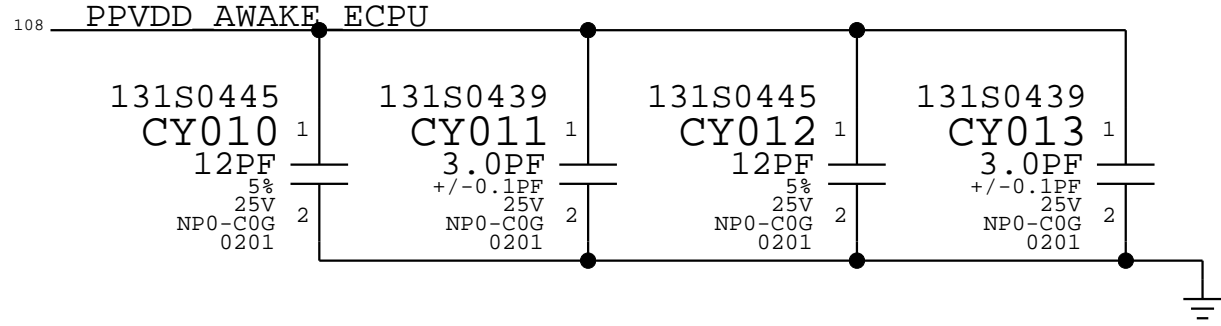 108 PPVDD_AWAKE_ECPU
131S0445
CY010 1
12PF
5%
25V 2
NP0-C0G
0201
131S0439
CY011 1
3.0PF
+/-0.1PF
25V 2
NP0-C0G
0201
131S0445
CY012 1
12PF
5%
25V 2
NP0-C0G
0201
131S0439
CY013 1
3.0PF
+/-0.1PF
25V 2
NP0-C0G
0201